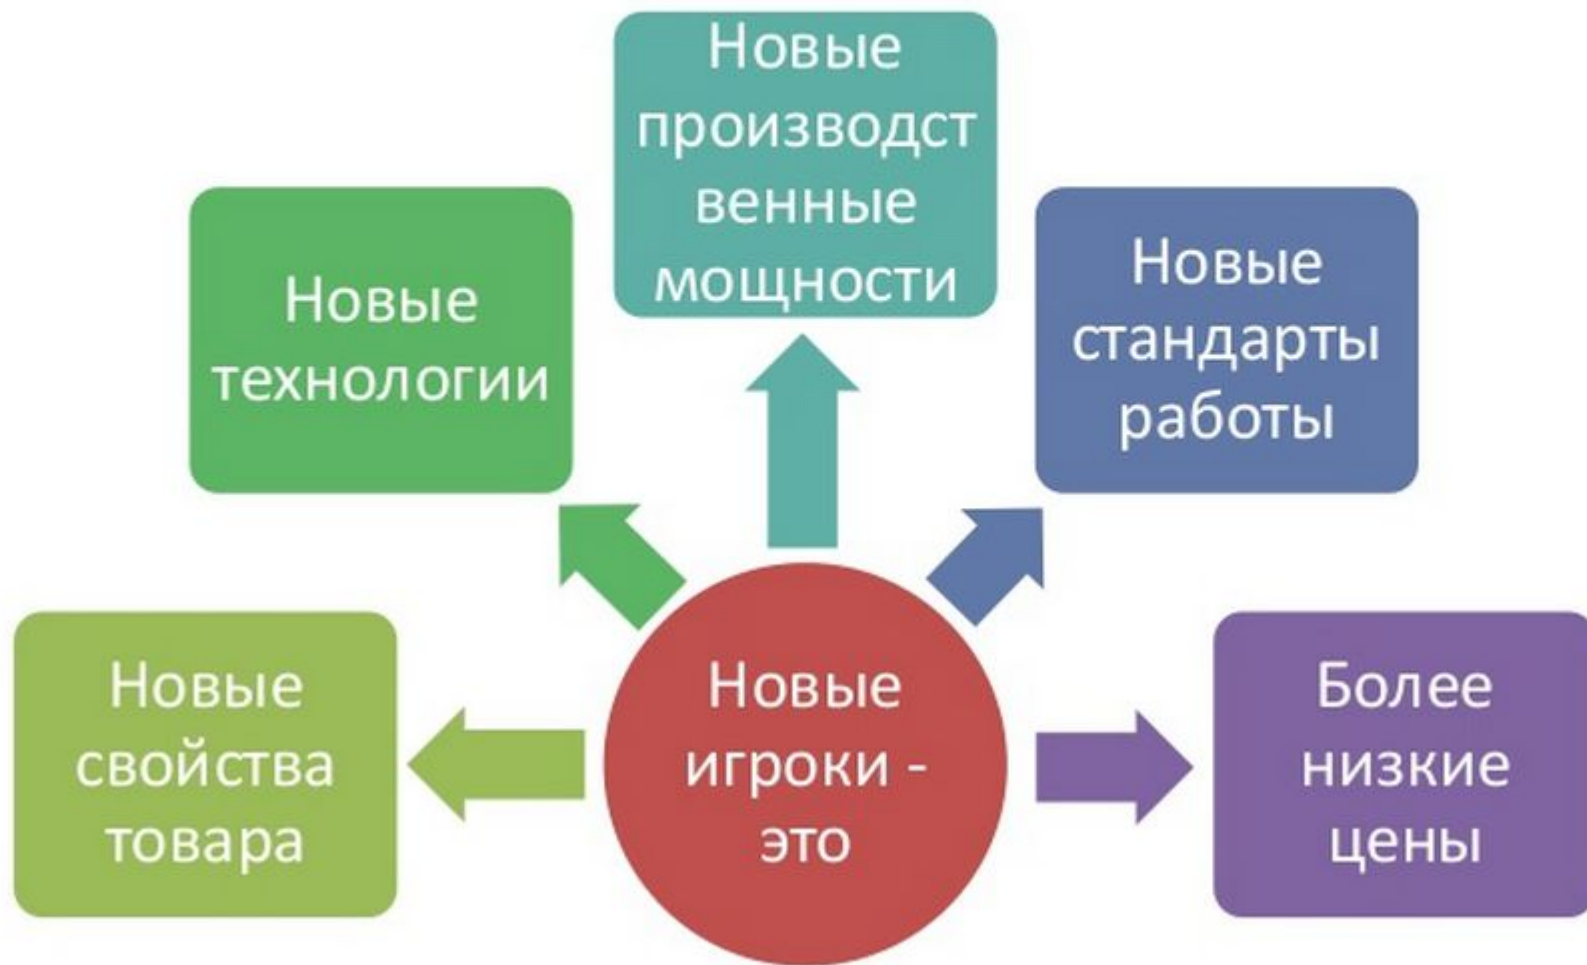 Новые
производст
венные
мощности
Новые
технологии
Новые
стандарты
работы
Новые
свойства
товара
Новые
игроки -
это
Более
низкие
цены